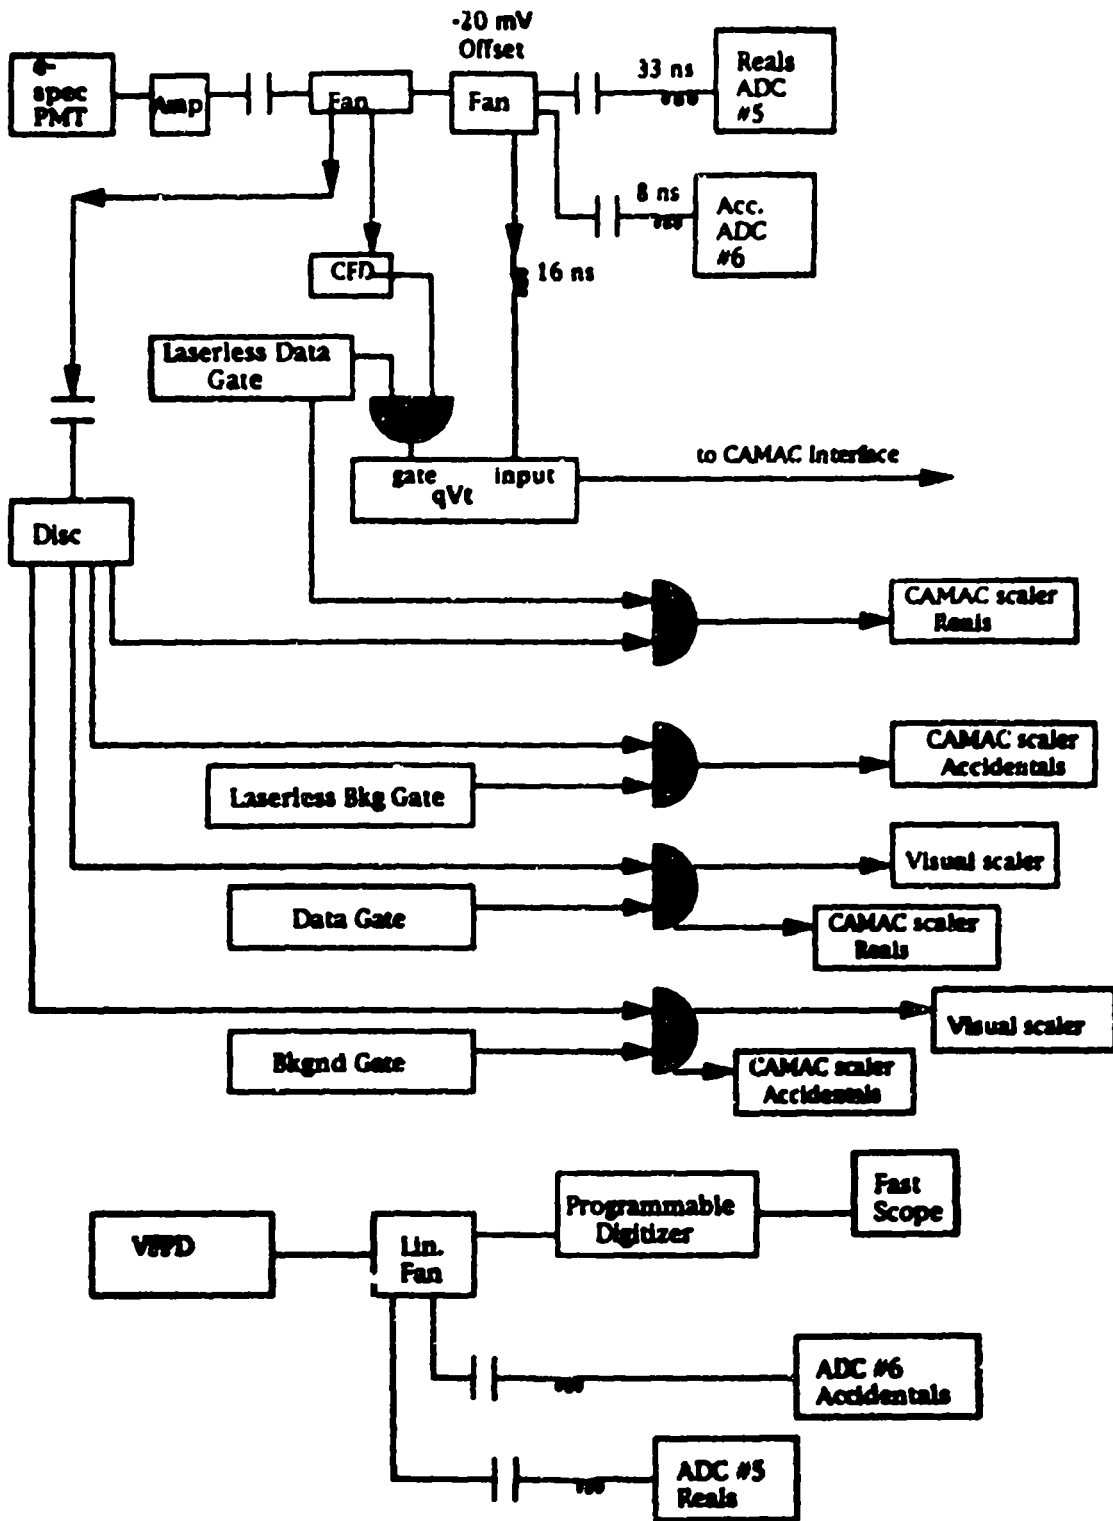 -20 mV
Offset
spec
PMT
Amp
Fan
Fan
33 ns
Reals
ADC
#5
8 ns
Acc.
ADC
#6
CFD
16 ns
Laserless Data
Gate
gate
input
qVt
to CAMAC Interface
Disc
CAMAC scaler
Reals
CAMAC scaler
Accidentals
Laserless Bkg Gate
Visual scaler
Data Gate
CAMAC scaler
Reals
Visual scaler
Bkgnd Gate
CAMAC scaler
Accidentals
Programmable
Digitizer
Fast
Scope
Lin.
Fan
ADC #6
Accidentals
ADC #5
Reals